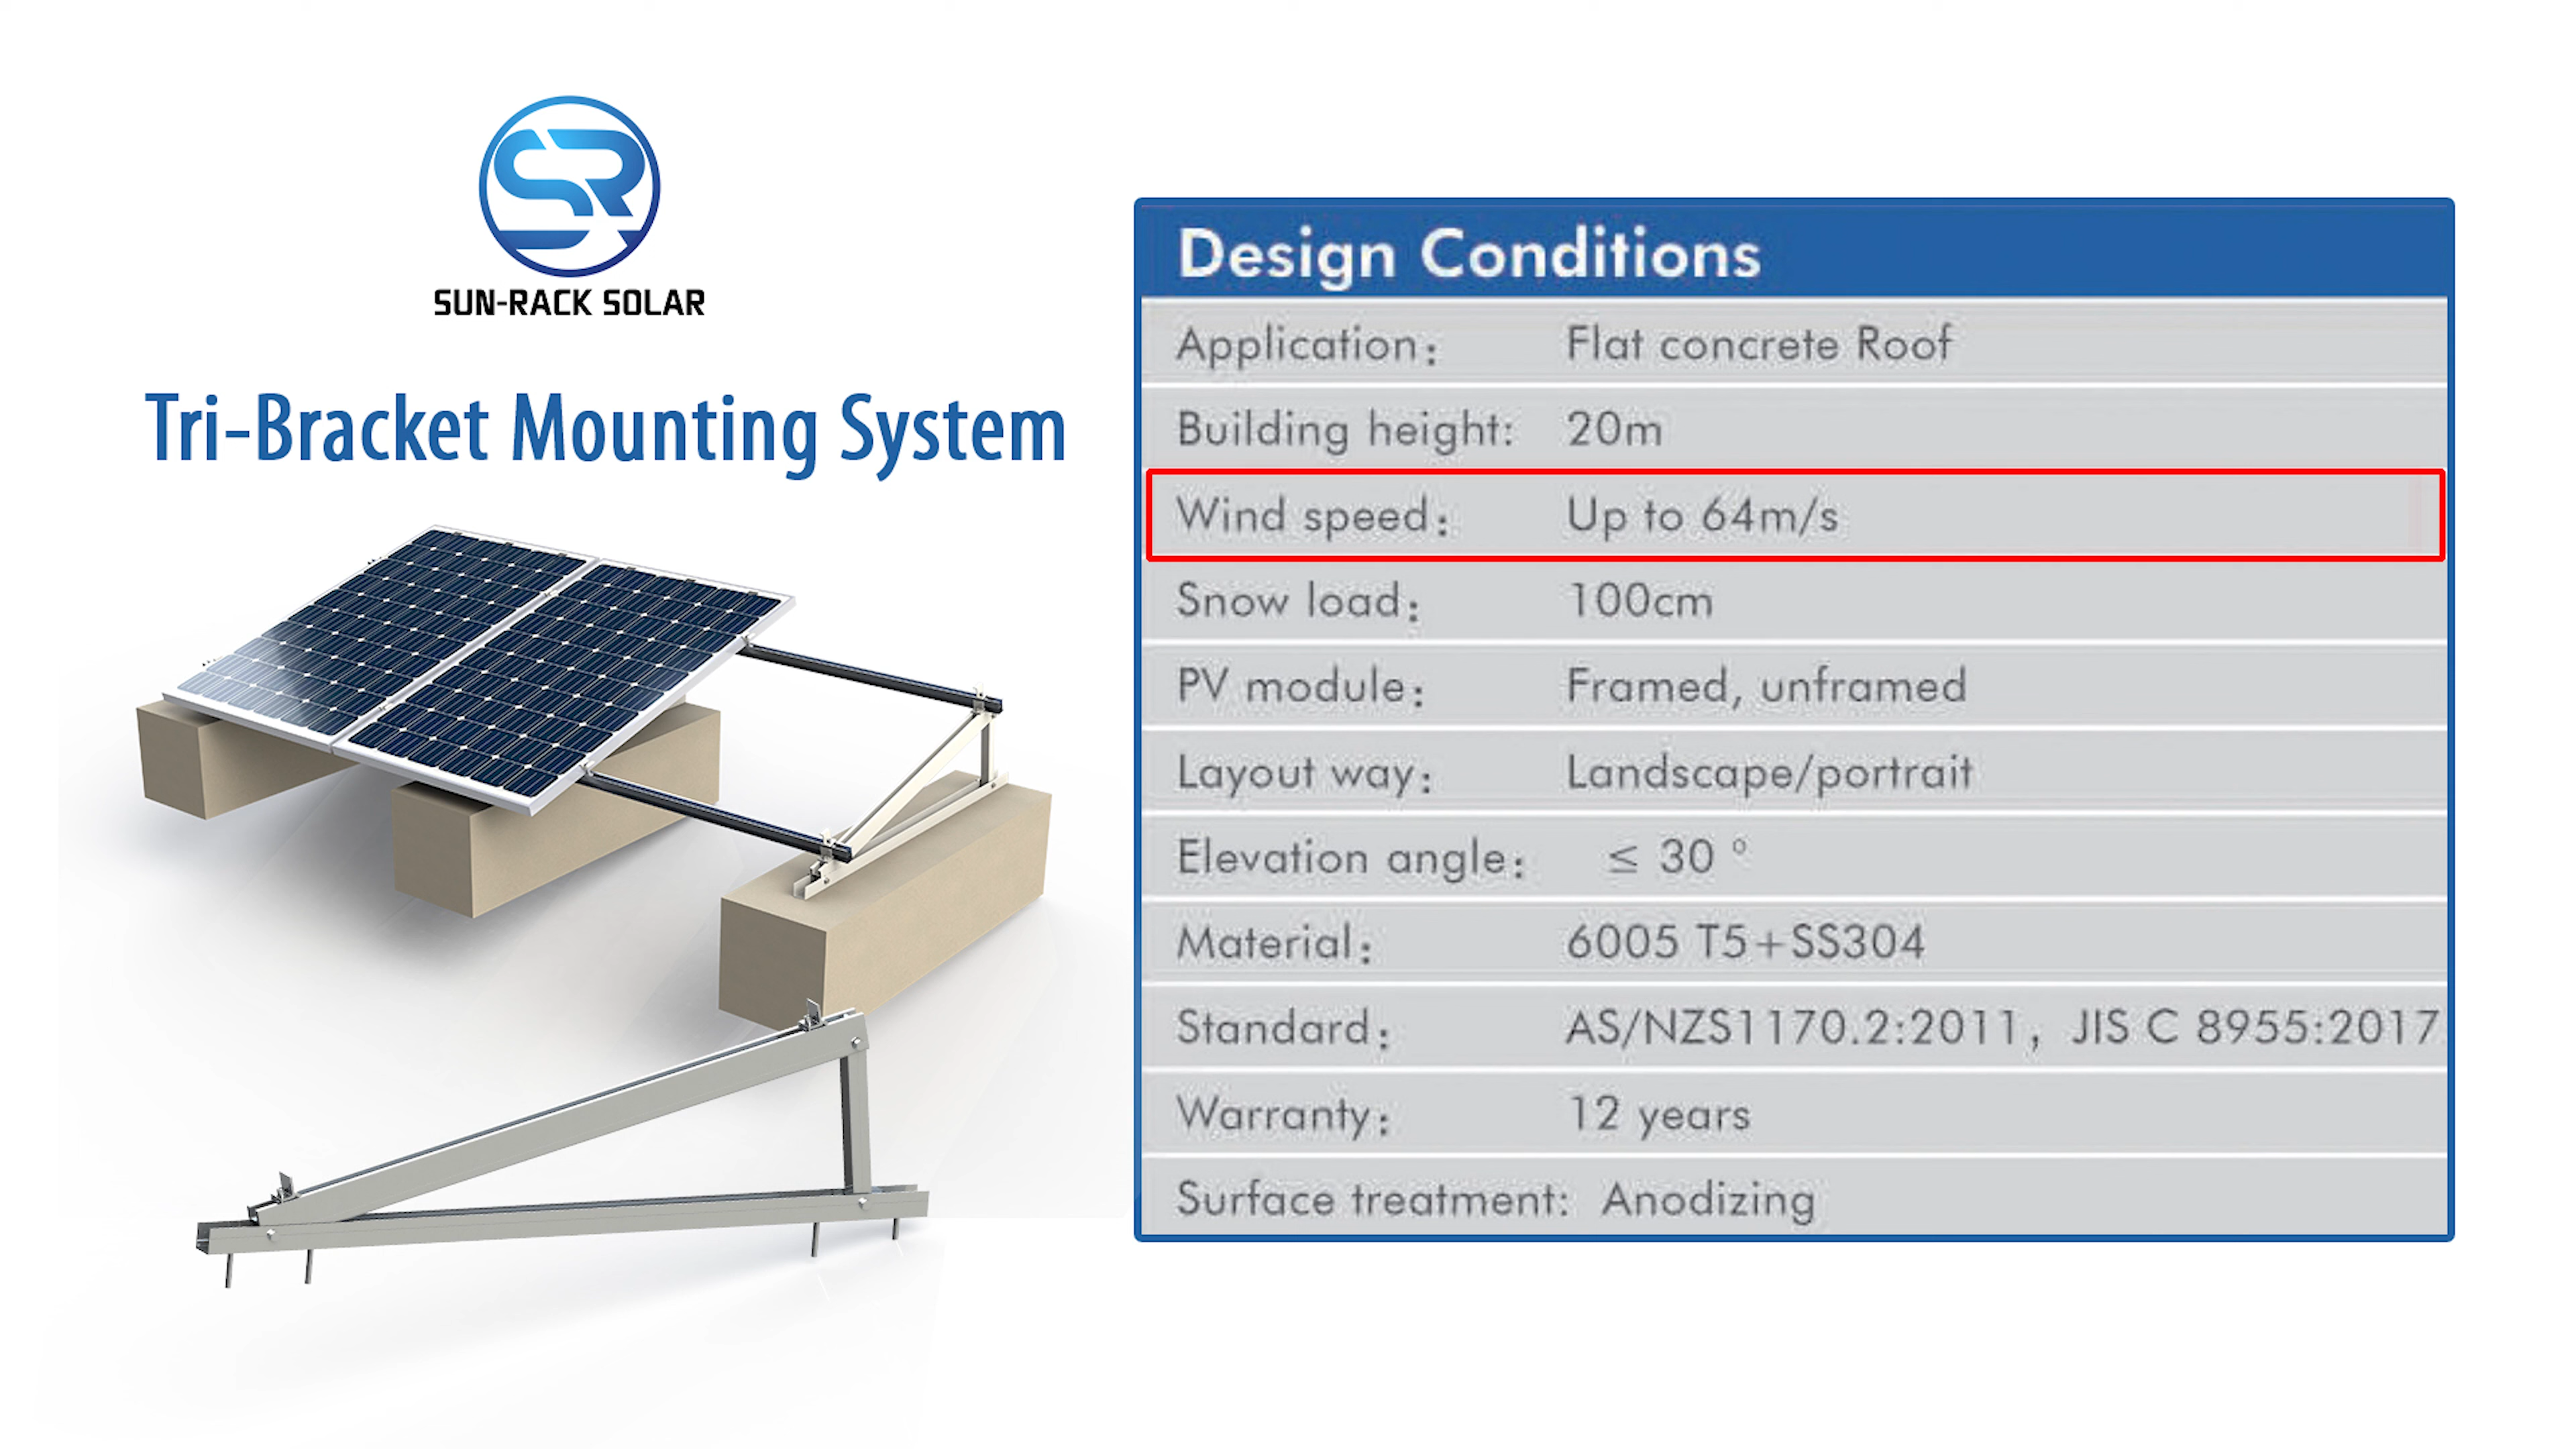 SR
SUN-RACK SOLAR
Tri-Bracket Mounting System
Design Conditions
Application: Flat concrete Roof
Building height: 20m
Wind speed: Up to 64m/s
Snow load: 100cm
PV module: Framed, unframed
Layout way: Landscape/portrait
Elevation angle: ≤ 30 °
Material: 6005 T5+SS304
Standard: AS/NZS1170.2:2011, JIS C 8955:2017
Warranty: 12 years
Surface treatment: Anodizing